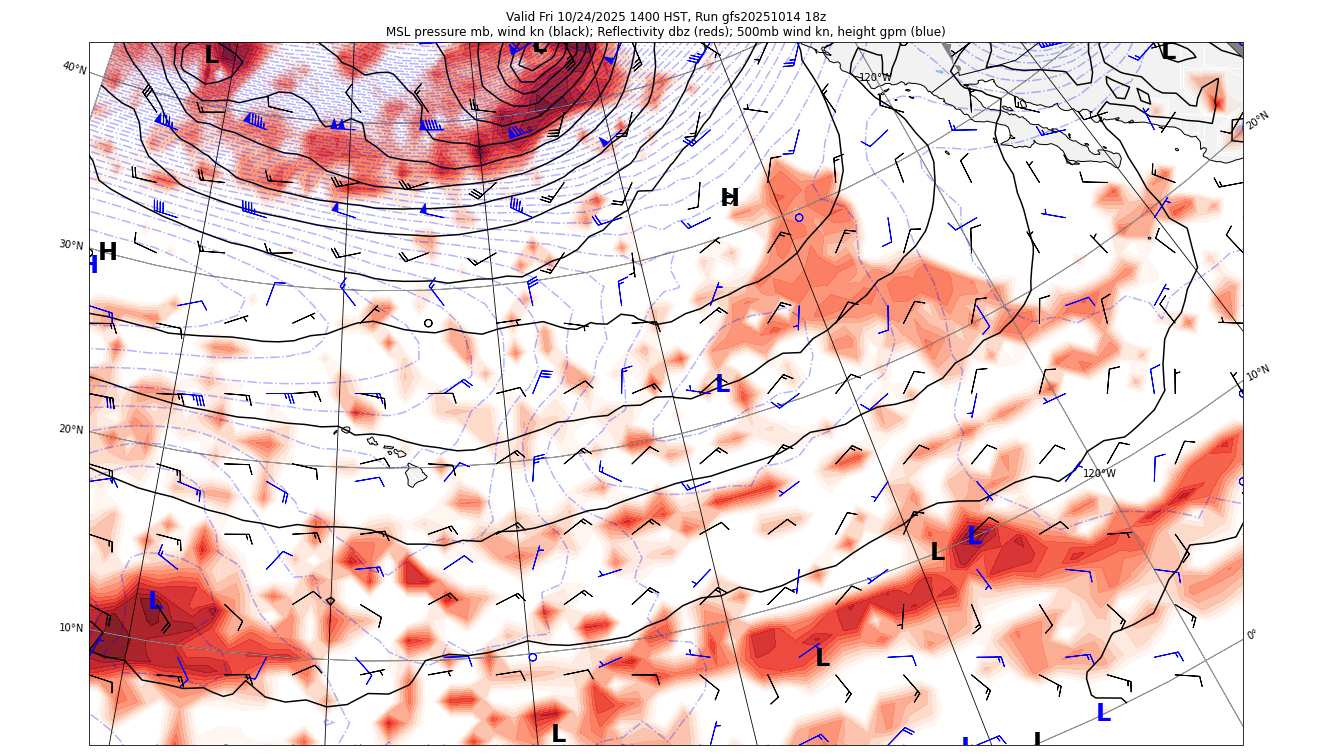 Valid Fri 10/24/2025 1400 HST, Run gfs20251014 18z
MSL pressure mb, wind kn (black); Reflectivity dbz (reds); 500mb wind kn, height gpm (blue)
L
L
L
40°N
120°W
20°N
H
30°N
H
H
10°N
L
20°N
120°W
L
L
L
10°N
0°
L
L
L
L
L